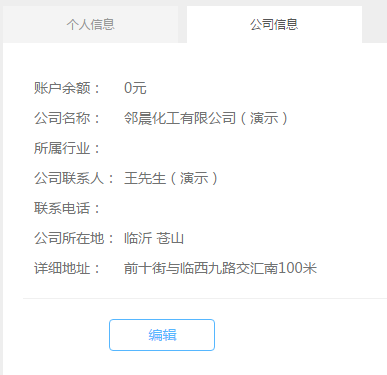 个人信息 公司信息
账户余额： 0元
公司名称： 邻晨化工有限公司（演示）
所属行业：
公司联系人： 王先生（演示）
联系电话：
公司所在地： 临沂 苍山
详细地址： 前十街与临西九路交汇南100米
编辑